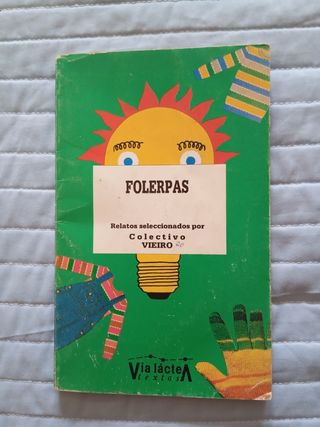 FOLERPAS
Relatos seleccionados por
Colectivo
VIEIRO
Vía lácteA
textos